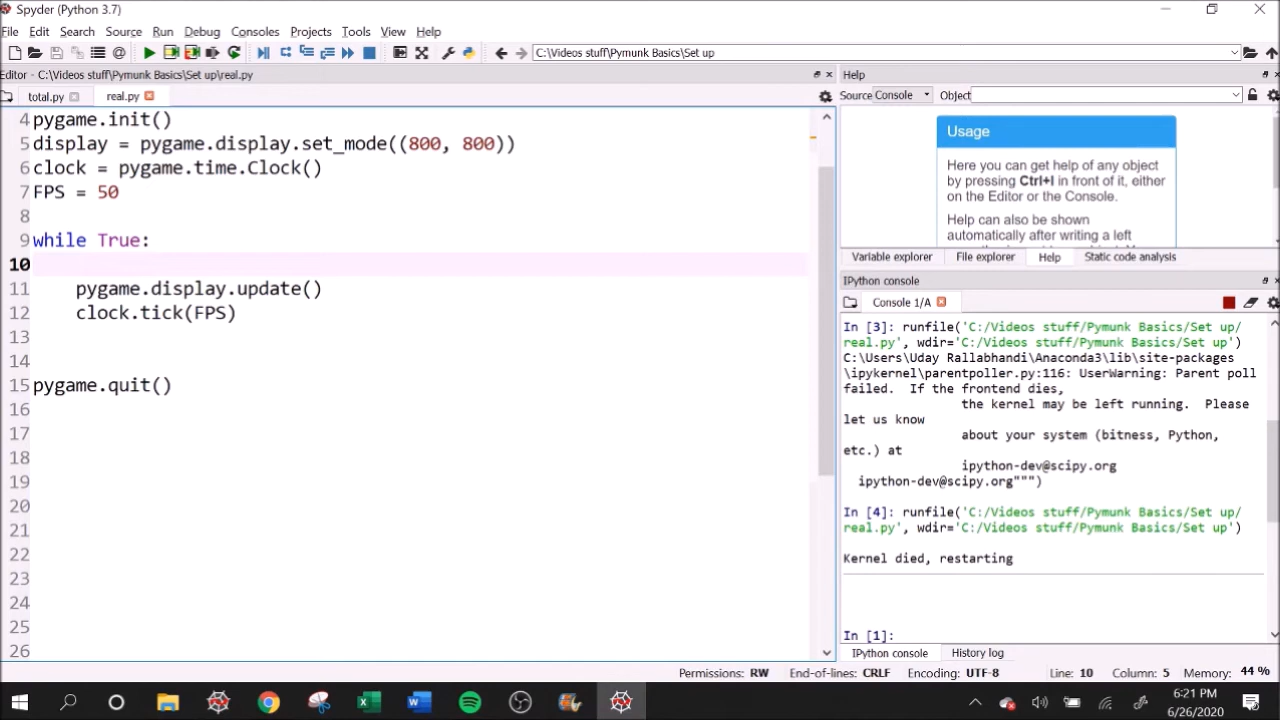 Spyder (Python 3.7)
File Edit Search Source Run Debug Consoles Projects Tools View Help
C:\Videos stuff\Pymunk Basics\Set up
Editor - C:\Videos stuff\Pymunk Basics\Set up\real.py
total.py real.py
4 pygame.init()
5 display = pygame.display.set_mode((800, 800))
6 clock = pygame.time.Clock()
7 FPS = 50
8
9 while True:
10
11 pygame.display.update()
12 clock.tick(FPS)
13
14
15 pygame.quit()
16
17
18
19
20
21
22
23
24
25
26
Help
Source Console Object
Usage
Here you can get help of any object
by pressing Ctrl+I in front of it, either
on the Editor or the Console.
Help can also be shown
automatically after writing a left
Variable explorer File explorer Help Static code analysis
IPython console
Console 1/A
In [3]: runfile('C:/Videos stuff/Pymunk Basics/Set up/
real.py', wdir='C:/Videos stuff/Pymunk Basics/Set up')
C:\Users\Uday Rallabhandi\Anaconda3\lib\site-packages
\ipykernel\parentpoller.py:116: UserWarning: Parent poll
failed.  If the frontend dies,
the kernel may be left running.  Please
let us know
about your system (bitness, Python,
etc.) at
ipython-dev@scipy.org
ipython-dev@scipy.org""")
In [4]: runfile('C:/Videos stuff/Pymunk Basics/Set up/
real.py', wdir='C:/Videos stuff/Pymunk Basics/Set up')
Kernel died, restarting
In [1]:
IPython console History log
Permissions: RW End-of-lines: CRLF Encoding: UTF-8 Line: 10 Column: 5 Memory: 44 %
6:21 PM
6/26/2020